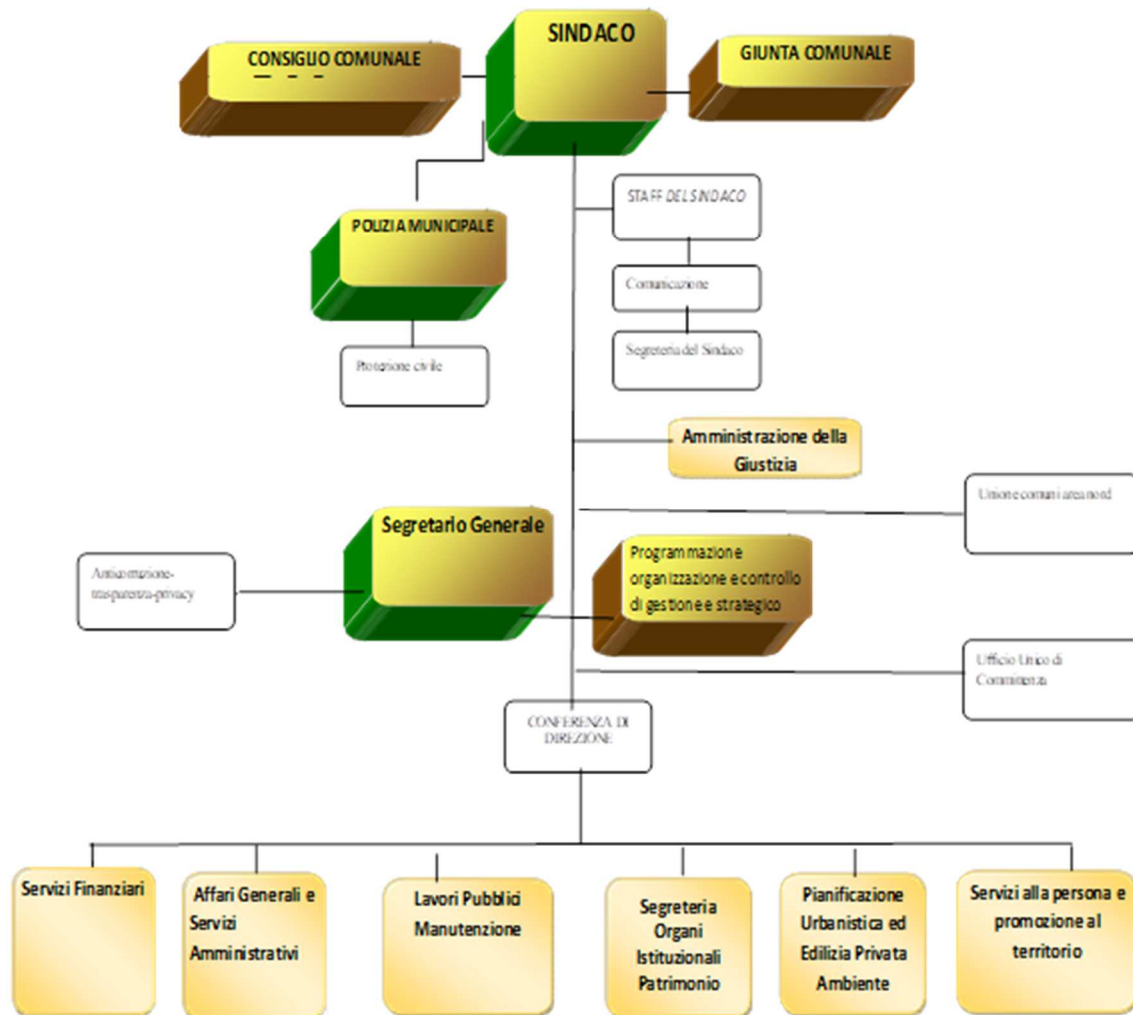 SINDACO
CONSIGLIO COMUNALE
GIUNTA COMUNALE
STAFF DEL SINDACO
POLIZIA MUNICIPALE
Comunicazione
Segreteria del Sindaco
Protezione civile
Amministrazione della
Giustizia
Unione comuni area nord
Segretario Generale
Programmazione
organizzazione e controllo
di gestione e strategico
Anticorruzione-
trasparenza-privacy
Ufficio Unico di
Committenza
CONFERENZA DI
DIREZIONE
Servizi Finanziari
Affari Generali e
Servizi
Amministrativi
Lavori Pubblici
Manutenzione
Segreteria
Organi
Istituzionali
Patrimonio
Pianificazione
Urbanistica ed
Edilizia Privata
Ambiente
Servizi alla persona e
promozione al
territorio